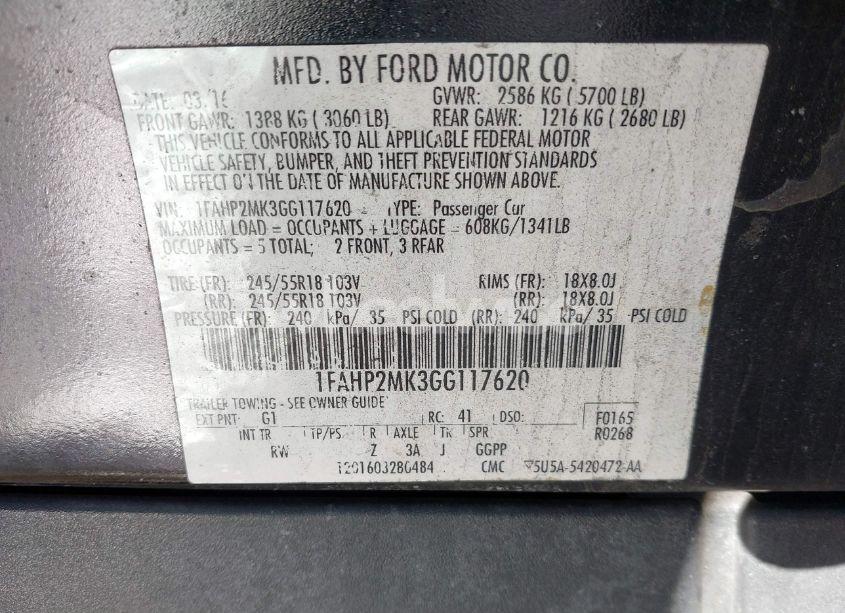 MFD. BY FORD MOTOR CO.
DATE: 03/16 GVWR: 2586 KG ( 5700 LB)
FRONT GAWR: 1388 KG ( 3060 LB) REAR GAWR: 1216 KG ( 2680 LB)
THIS VEHICLE CONFORMS TO ALL APPLICABLE FEDERAL MOTOR
VEHICLE SAFETY, BUMPER, AND THEFT PREVENTION STANDARDS
IN EFFECT ON THE DATE OF MANUFACTURE SHOWN ABOVE.
VIN: 1FAHP2MK3GG117620 TYPE: Passenger Car
MAXIMUM LOAD = OCCUPANTS + LUGGAGE = 608KG/1341LB
OCCUPANTS = 5 TOTAL; 2 FRONT, 3 REAR
TIRE (FR): 245/55R18 103V RIMS (FR): 18X8.0J
(RR): 245/55R18 103V (RR): 18X8.0J
PRESSURE (FR): 240 kPa/ 35 PSI COLD (RR): 240 kPa/ 35 PSI COLD
1FAHP2MK3GG117620
TRAILER TOWING - SEE OWNER GUIDE
EXT PNT: G1 RC: 41 DSO: F0165
INT TR TP/PS R AXLE TR SPR R0268
RW Z 3A J GGPP
1201603280484 CMC 5U5A-5420472-AA